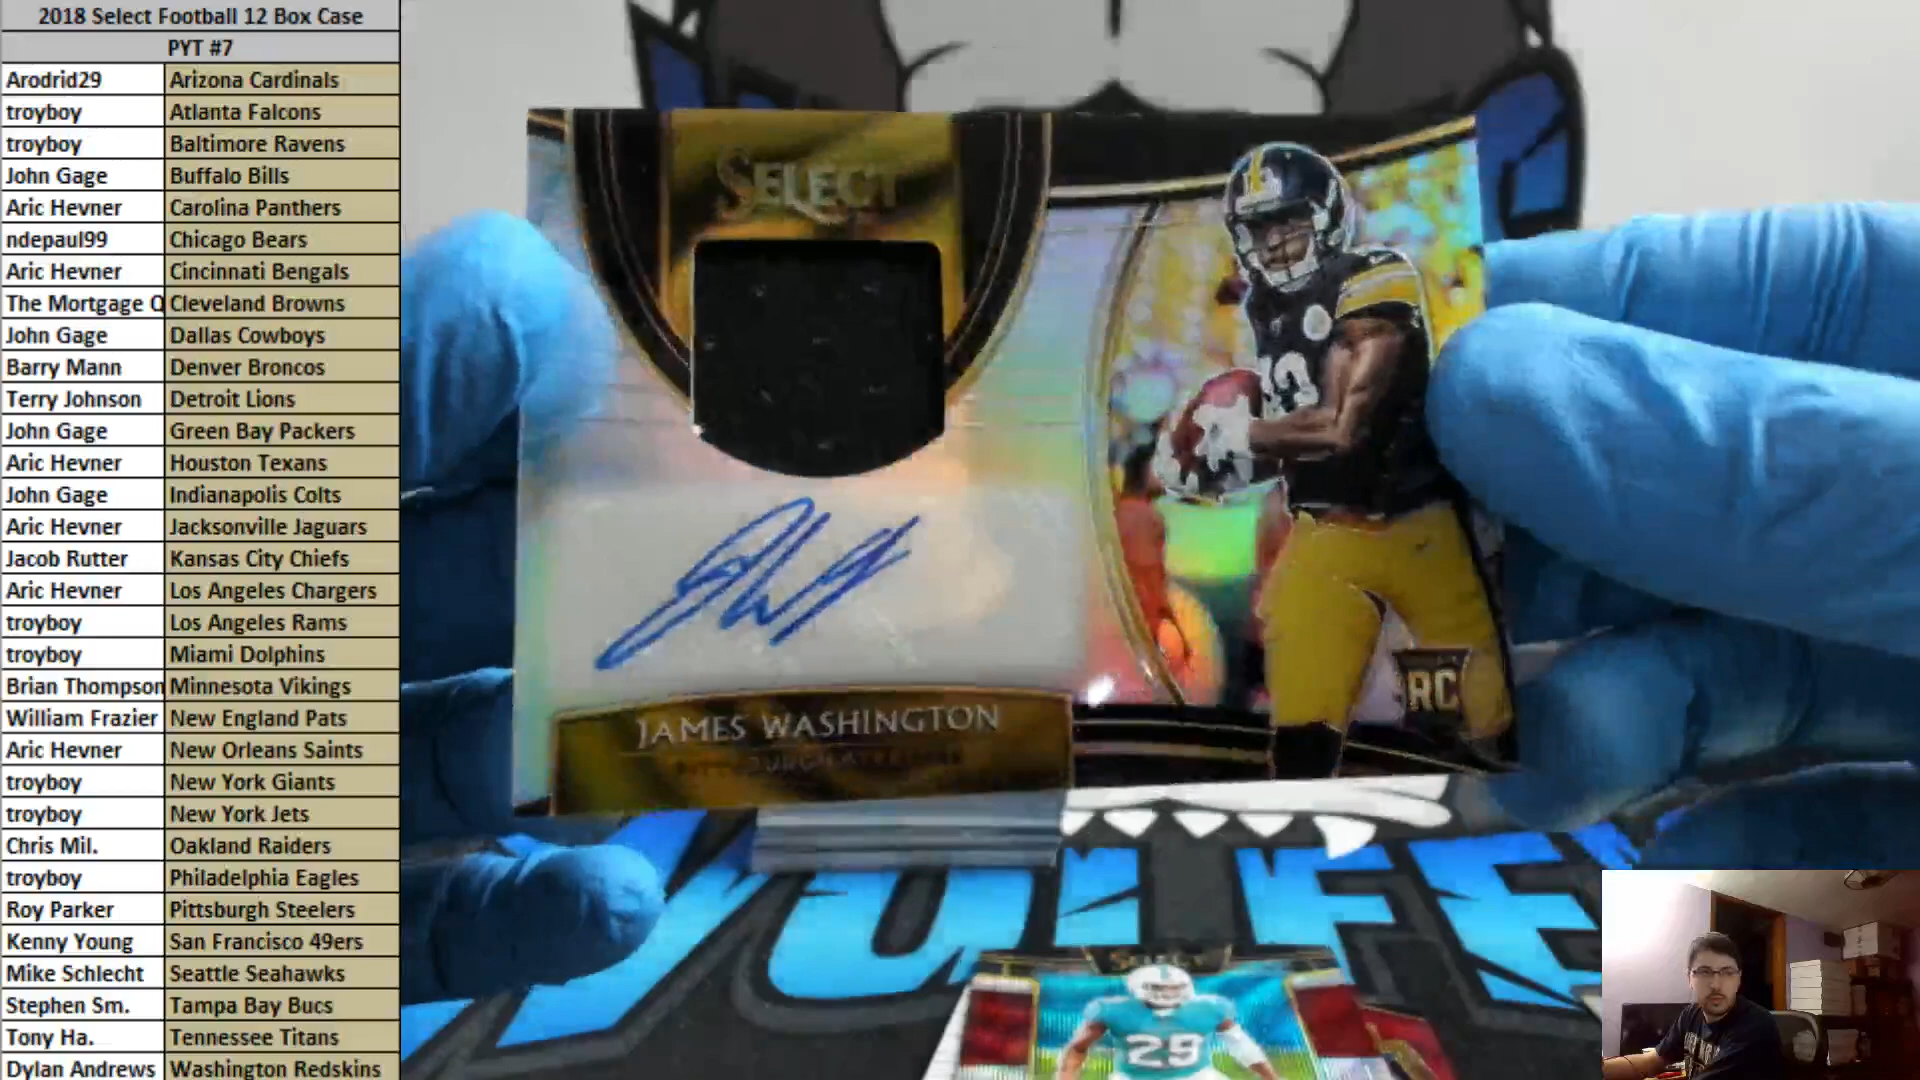 2018 Select Football 12 Box Case
PYT #7
Arodrid29 Arizona Cardinals
troyboy Atlanta Falcons
troyboy Baltimore Ravens
John Gage Buffalo Bills
Aric Hevner Carolina Panthers
ndepaul99 Chicago Bears
Aric Hevner Cincinnati Bengals
The Mortgage Cleveland Browns
John Gage Dallas Cowboys
Barry Mann Denver Broncos
Terry Johnson Detroit Lions
John Gage Green Bay Packers
Aric Hevner Houston Texans
John Gage Indianapolis Colts
Aric Hevner Jacksonville Jaguars
Jacob Rutter Kansas City Chiefs
Aric Hevner Los Angeles Chargers
troyboy Los Angeles Rams
troyboy Miami Dolphins
Brian Thompson Minnesota Vikings
William Frazier New England Pats
Aric Hevner New Orleans Saints
troyboy New York Giants
troyboy New York Jets
Chris Mil. Oakland Raiders
troyboy Philadelphia Eagles
Roy Parker Pittsburgh Steelers
Kenny Young San Francisco 49ers
Mike Schlecht Seattle Seahawks
Stephen Sm. Tampa Bay Bucs
Tony Ha. Tennessee Titans
Dylan Andrews Washington Redskins
SELECT
JAMES WASHINGTON
PITTSBURGH STEELERS
13
RC
SELECT
29